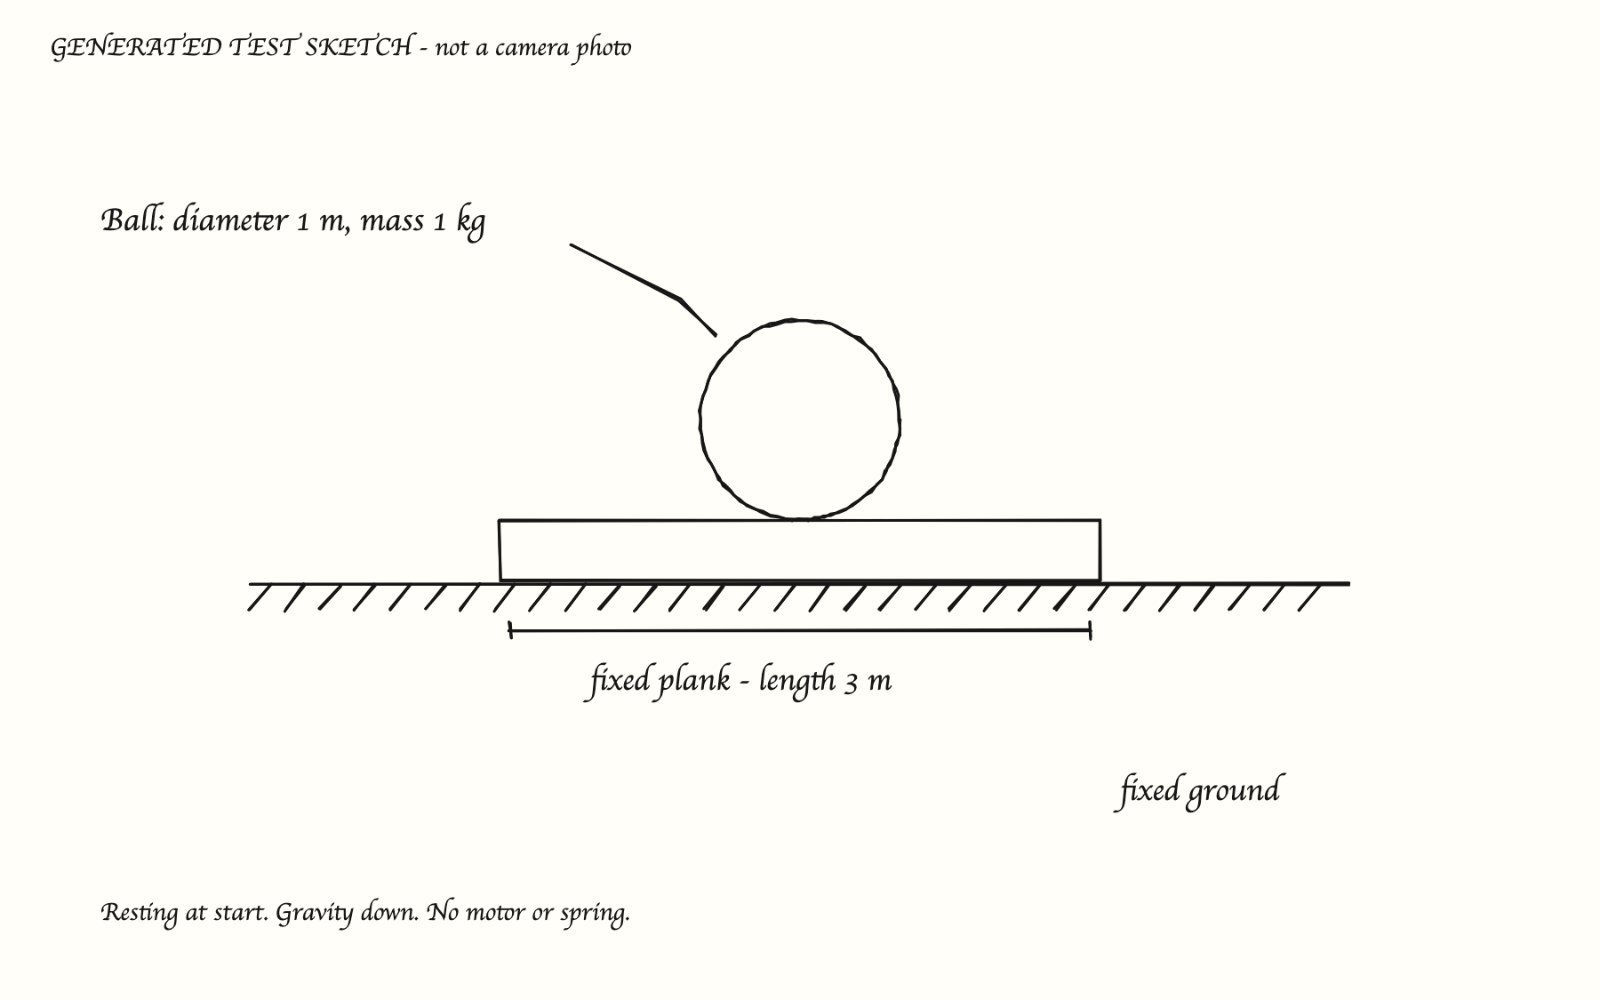 GENERATED TEST SKETCH - not a camera photo
Ball: diameter 1 m, mass 1 kg
fixed plank - length 3 m
fixed ground
Resting at start. Gravity down. No motor or spring.